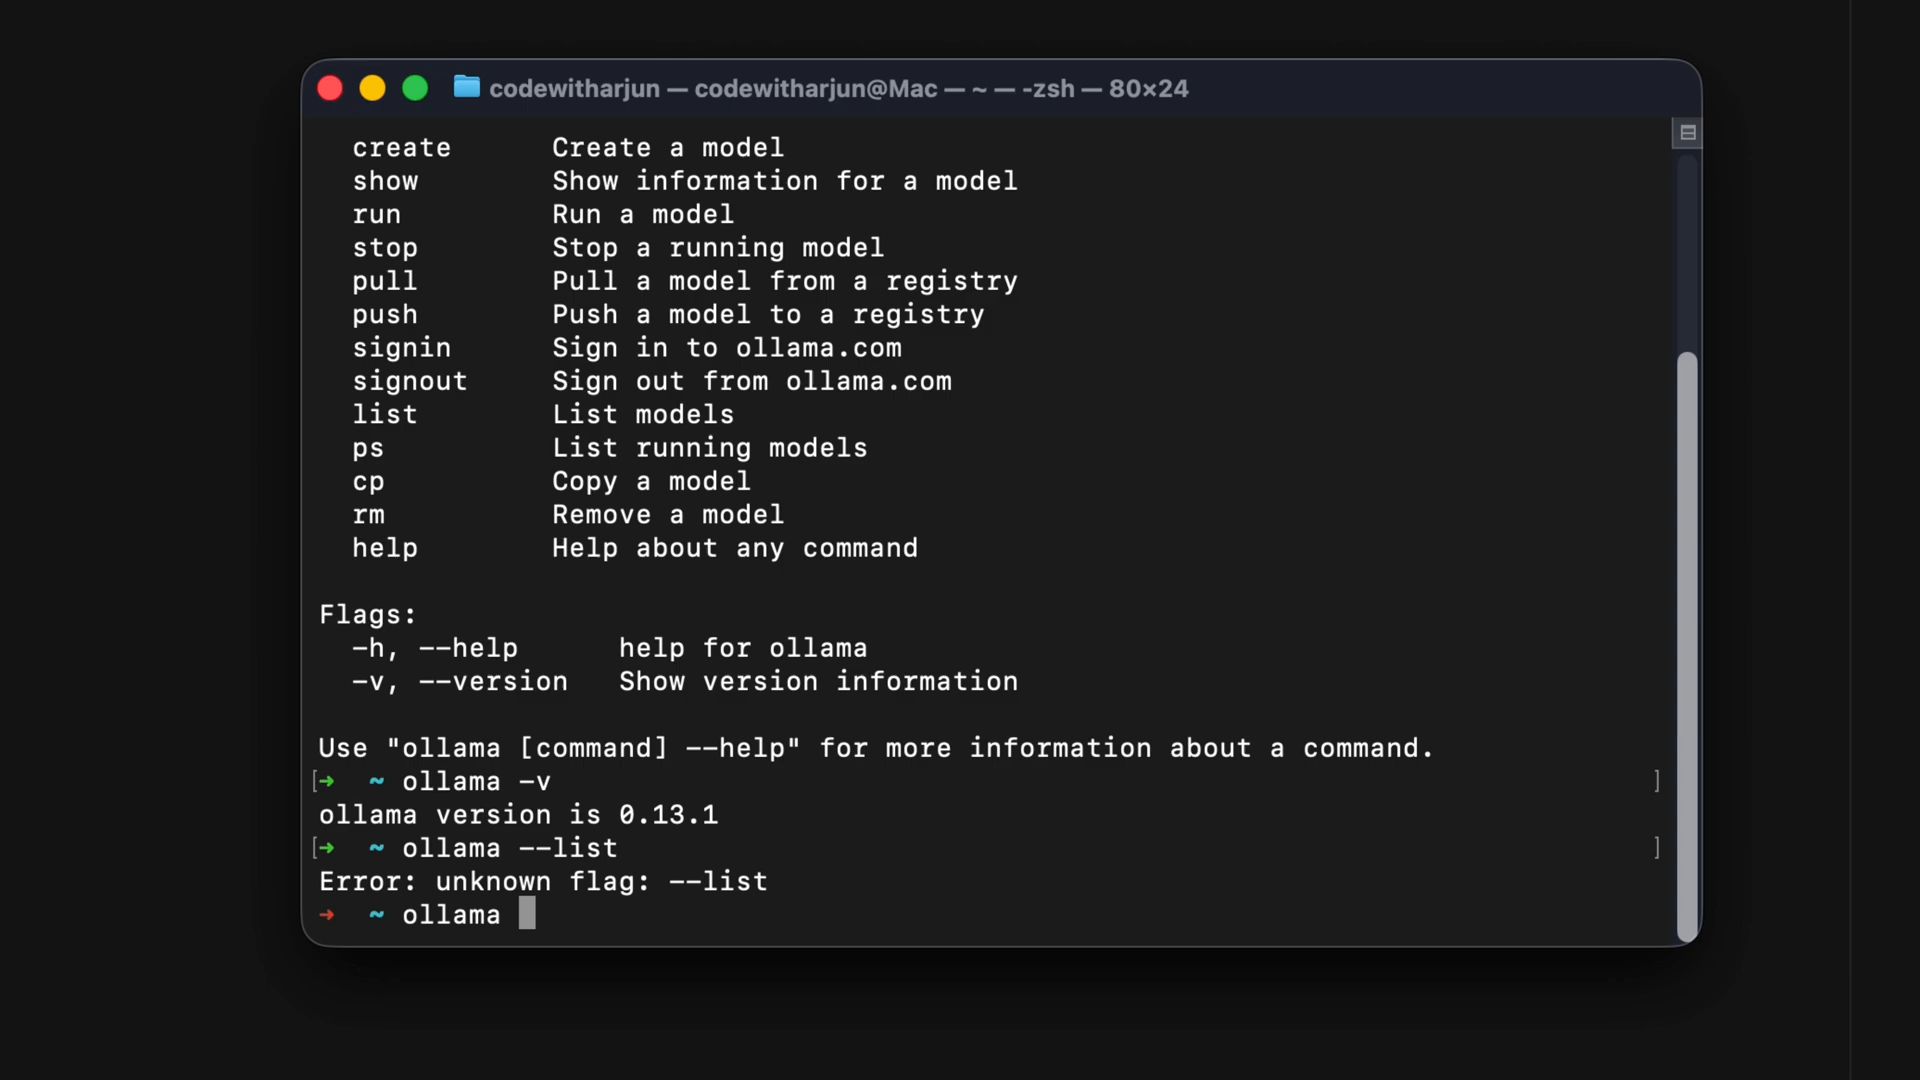 codewitharjun — codewitharjun@Mac — ~ — -zsh — 80×24
create      Create a model
show        Show information for a model
run         Run a model
stop        Stop a running model
pull        Pull a model from a registry
push        Push a model to a registry
signin      Sign in to ollama.com
signout     Sign out from ollama.com
list        List models
ps          List running models
cp          Copy a model
rm          Remove a model
help        Help about any command
Flags:
-h, --help      help for ollama
-v, --version   Show version information
Use "ollama [command] --help" for more information about a command.
[➜  ~ ollama -v ]
ollama version is 0.13.1
[➜  ~ ollama --list ]
Error: unknown flag: --list
➜  ~ ollama